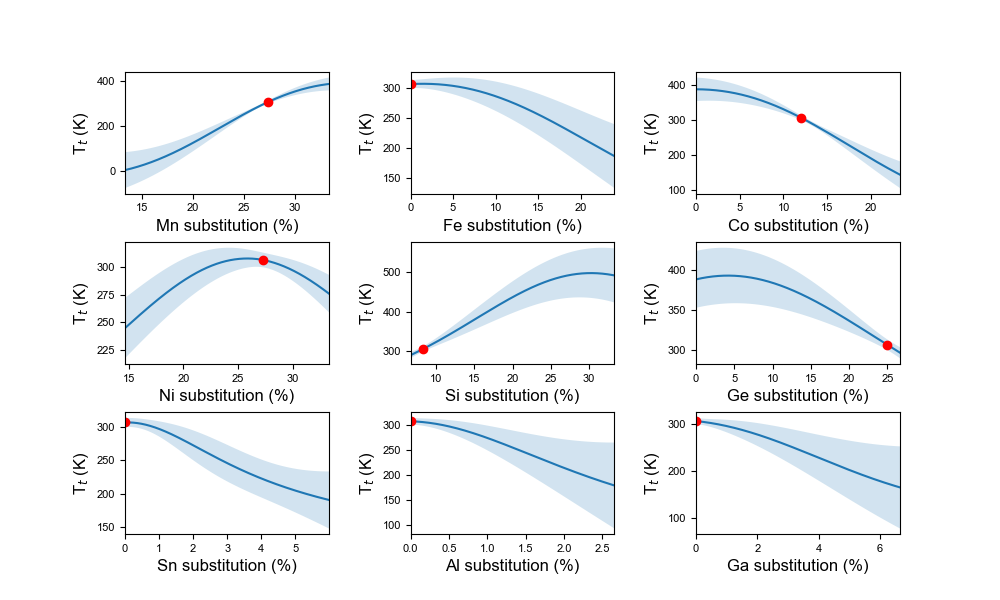 400
200
0
T_t (K)
15 20 25 30
Mn substitution (%)
300
250
200
150
T_t (K)
0 5 10 15 20
Fe substitution (%)
400
300
200
100
T_t (K)
0 5 10 15 20
Co substitution (%)
300
275
250
225
T_t (K)
15 20 25 30
Ni substitution (%)
500
400
300
T_t (K)
10 15 20 25 30
Si substitution (%)
400
350
300
T_t (K)
0 5 10 15 20 25
Ge substitution (%)
300
250
200
150
T_t (K)
0 1 2 3 4 5
Sn substitution (%)
300
250
200
150
100
T_t (K)
0.0 0.5 1.0 1.5 2.0 2.5
Al substitution (%)
300
200
100
T_t (K)
0 2 4 6
Ga substitution (%)